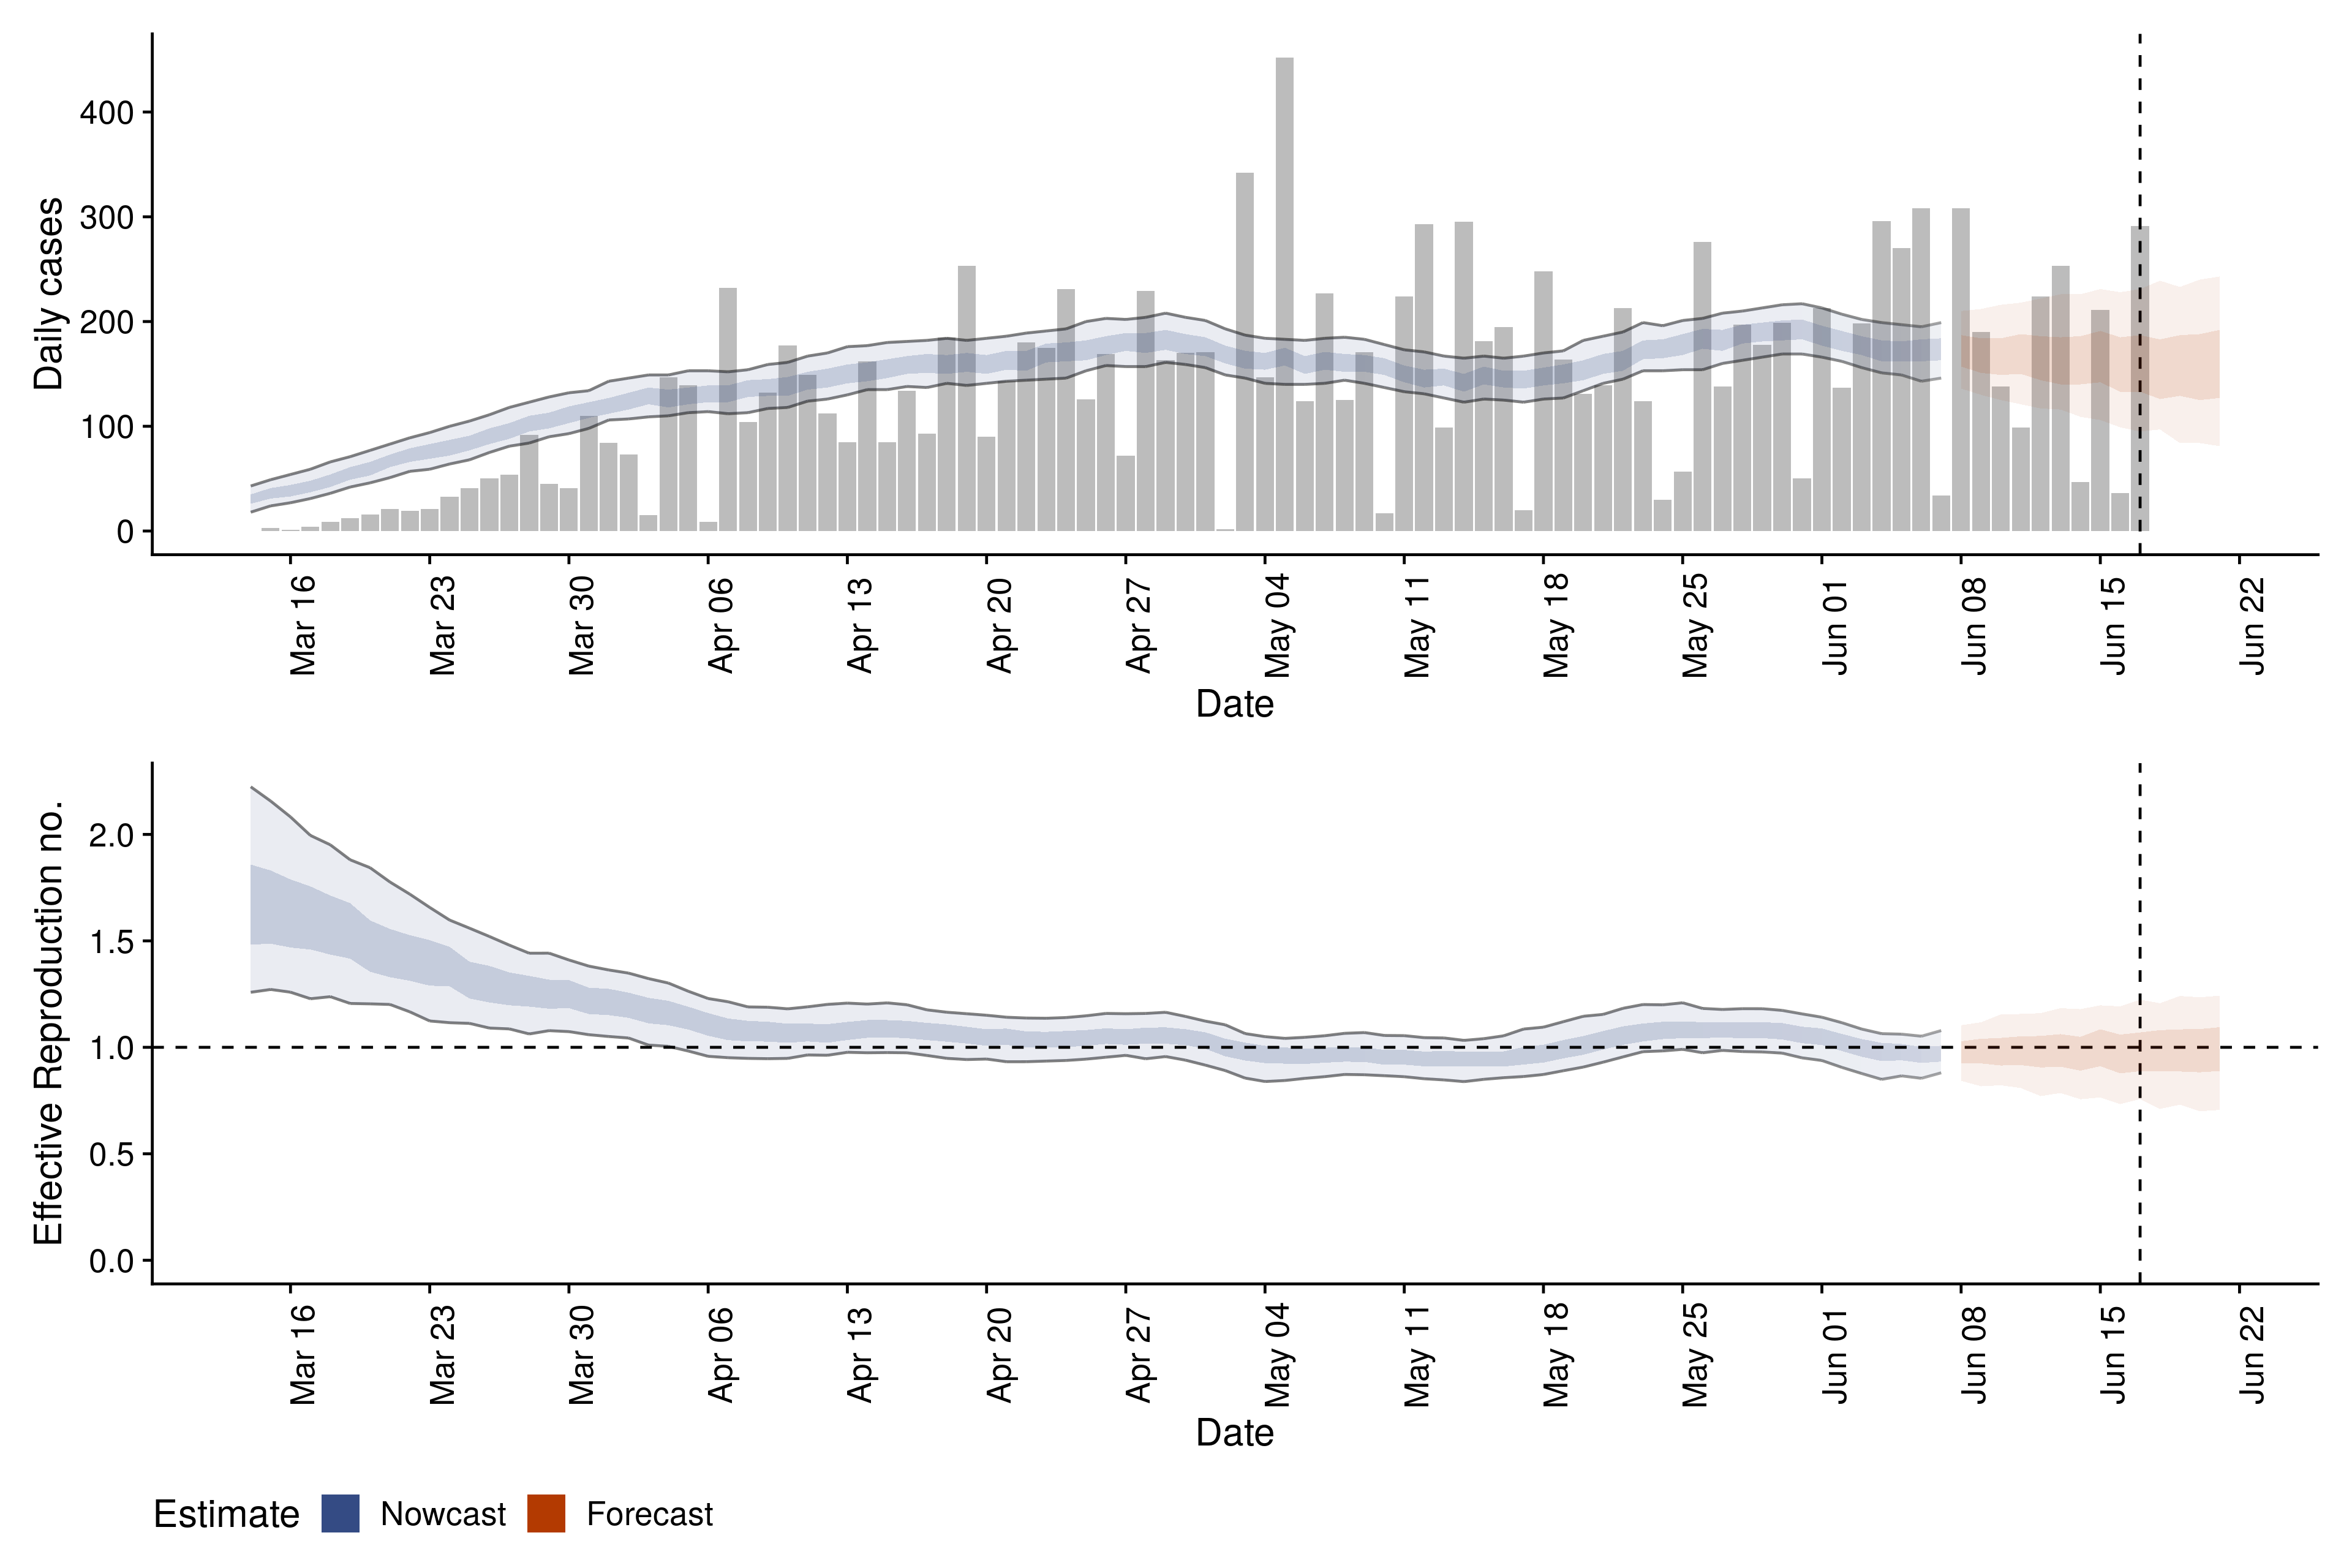 Daily cases
400
300
200
100
0
Mar 16
Mar 23
Mar 30
Apr 06
Apr 13
Apr 20
Apr 27
May 04
May 11
May 18
May 25
Jun 01
Jun 08
Jun 15
Jun 22
Date
Effective Reproduction no.
2.0
1.5
1.0
0.5
0.0
Mar 16
Mar 23
Mar 30
Apr 06
Apr 13
Apr 20
Apr 27
May 04
May 11
May 18
May 25
Jun 01
Jun 08
Jun 15
Jun 22
Date
Estimate Nowcast Forecast